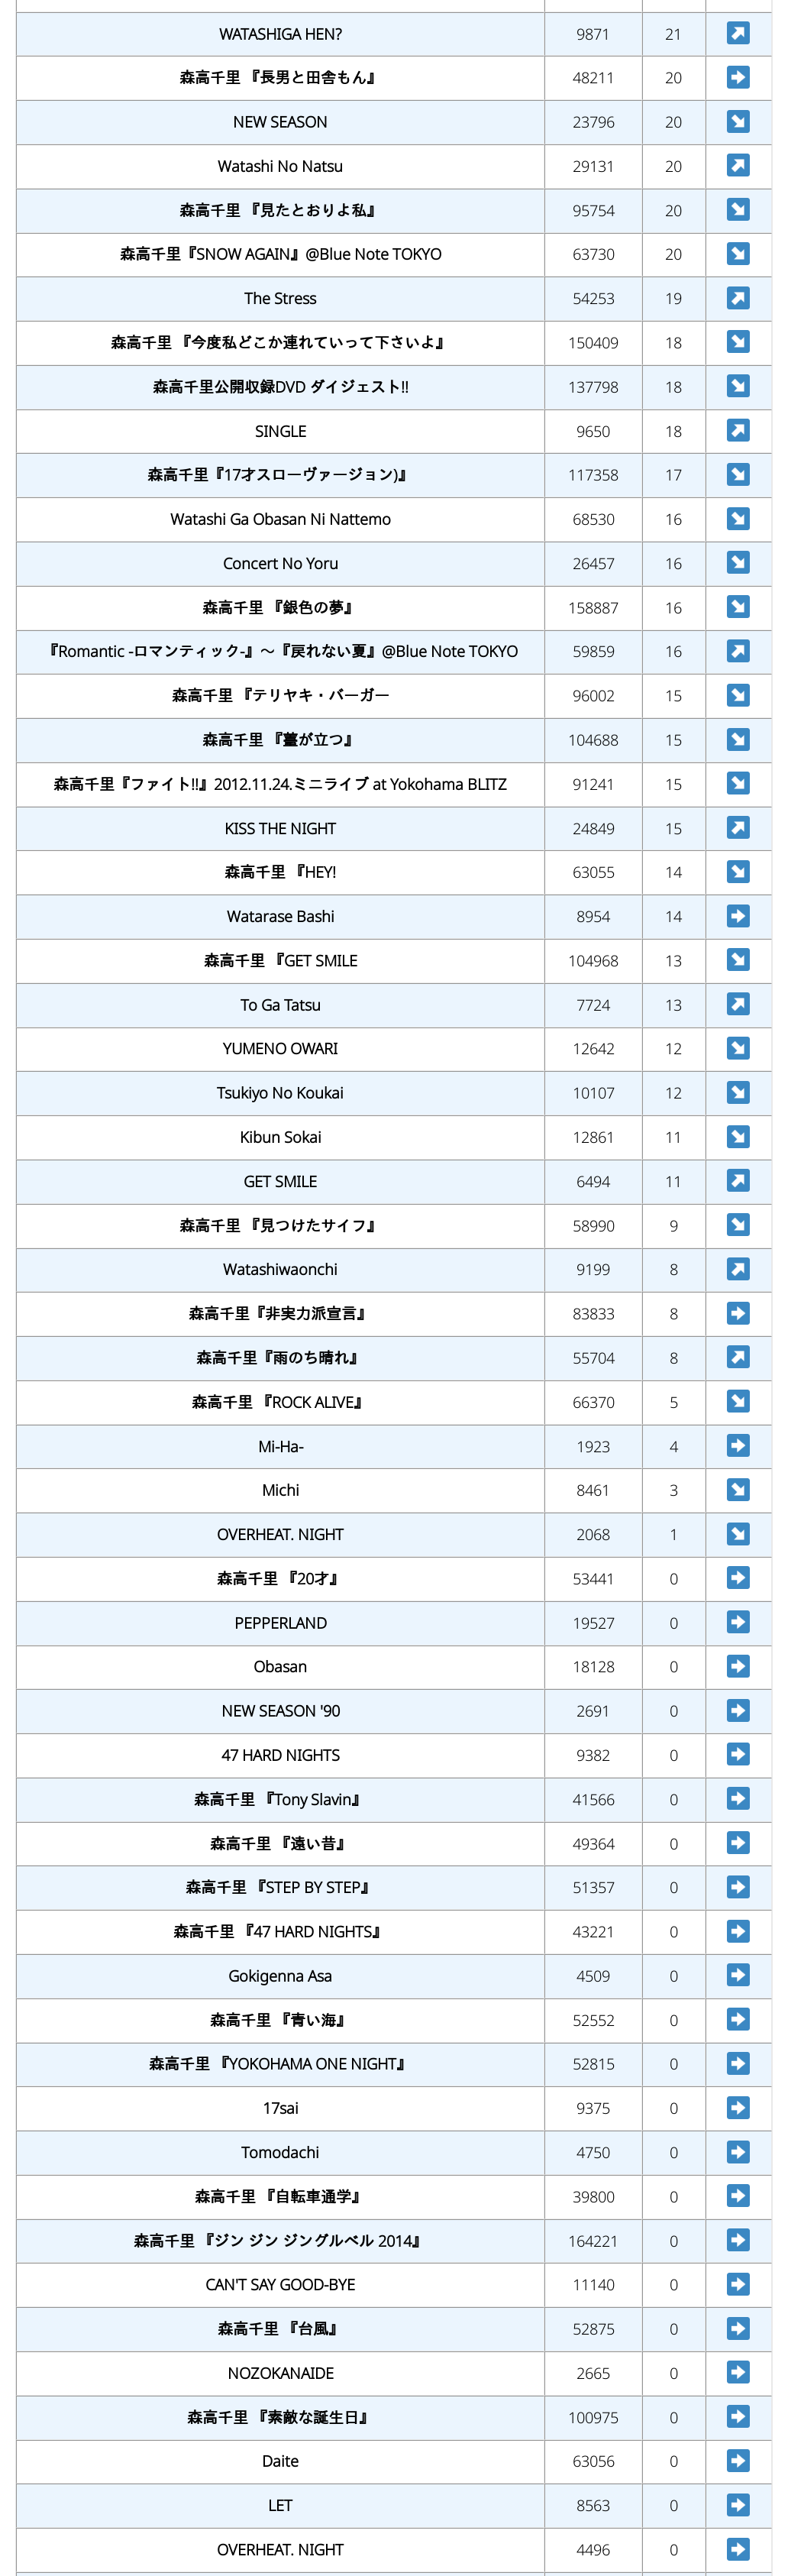 WATASHIGA HEN? 9871 21
森高千里 『長男と田舎もん』 48211 20
NEW SEASON 23796 20
Watashi No Natsu 29131 20
森高千里 『見たとおりよ私』 95754 20
森高千里『SNOW AGAIN』@Blue Note TOKYO 63730 20
The Stress 54253 19
森高千里 『今度私どこか連れていって下さいよ』 150409 18
森高千里公開収録DVD ダイジェスト!! 137798 18
SINGLE 9650 18
森高千里『17才スローヴァージョン)』 117358 17
Watashi Ga Obasan Ni Nattemo 68530 16
Concert No Yoru 26457 16
森高千里 『銀色の夢』 158887 16
『Romantic -ロマンティック-』〜『戻れない夏』@Blue Note TOKYO 59859 16
森高千里 『テリヤキ・バーガー 96002 15
森高千里 『薹が立つ』 104688 15
森高千里『ファイト!!』2012.11.24.ミニライブ at Yokohama BLITZ 91241 15
KISS THE NIGHT 24849 15
森高千里 『HEY! 63055 14
Watarase Bashi 8954 14
森高千里 『GET SMILE 104968 13
To Ga Tatsu 7724 13
YUMENO OWARI 12642 12
Tsukiyo No Koukai 10107 12
Kibun Sokai 12861 11
GET SMILE 6494 11
森高千里 『見つけたサイフ』 58990 9
Watashiwaonchi 9199 8
森高千里『非実力派宣言』 83833 8
森高千里『雨のち晴れ』 55704 8
森高千里 『ROCK ALIVE』 66370 5
Mi-Ha- 1923 4
Michi 8461 3
OVERHEAT. NIGHT 2068 1
森高千里 『20才』 53441 0
PEPPERLAND 19527 0
Obasan 18128 0
NEW SEASON '90 2691 0
47 HARD NIGHTS 9382 0
森高千里 『Tony Slavin』 41566 0
森高千里 『遠い昔』 49364 0
森高千里 『STEP BY STEP』 51357 0
森高千里 『47 HARD NIGHTS』 43221 0
Gokigenna Asa 4509 0
森高千里 『青い海』 52552 0
森高千里 『YOKOHAMA ONE NIGHT』 52815 0
17sai 9375 0
Tomodachi 4750 0
森高千里 『自転車通学』 39800 0
森高千里 『ジン ジン ジングルベル 2014』 164221 0
CAN'T SAY GOOD-BYE 11140 0
森高千里 『台風』 52875 0
NOZOKANAIDE 2665 0
森高千里 『素敵な誕生日』 100975 0
Daite 63056 0
LET 8563 0
OVERHEAT. NIGHT 4496 0